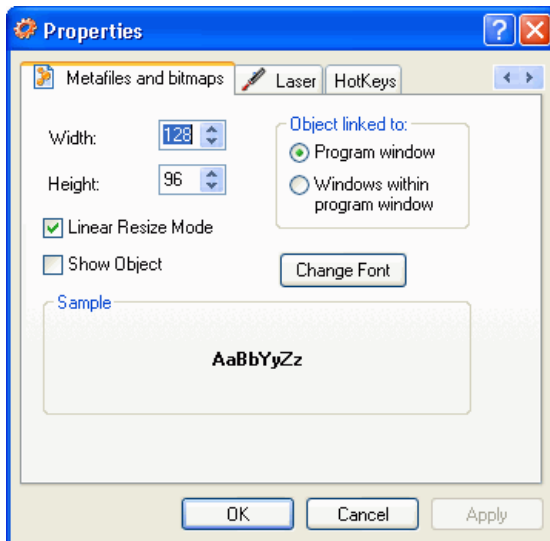 Properties
Metafiles and bitmaps Laser HotKeys
Width: 128
Object linked to:
Program window
Height: 96
Windows within
program window
Linear Resize Mode
Show Object
Change Font
Sample
AaBbYyZz
OK Cancel Apply